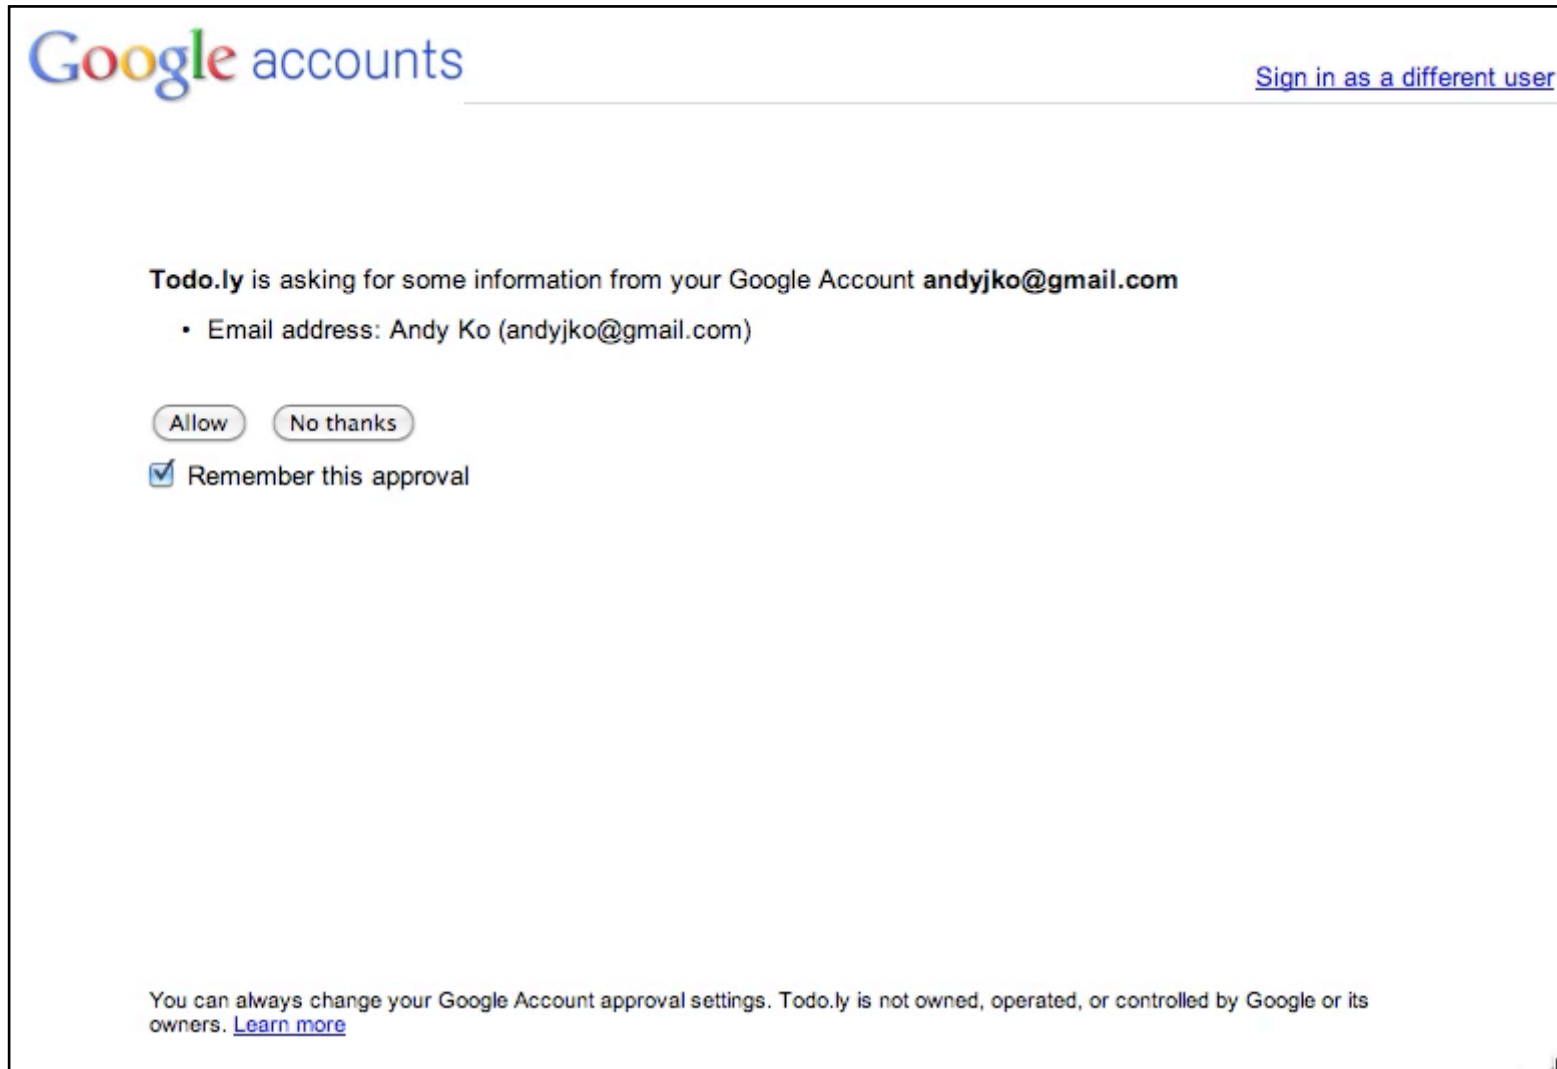 Google accounts
Sign in as a different user
Todo.ly is asking for some information from your Google Account andyjko@gmail.com
• Email address: Andy Ko (andyjko@gmail.com)
Allow No thanks
Remember this approval
You can always change your Google Account approval settings. Todo.ly is not owned, operated, or controlled by Google or its
owners. Learn more